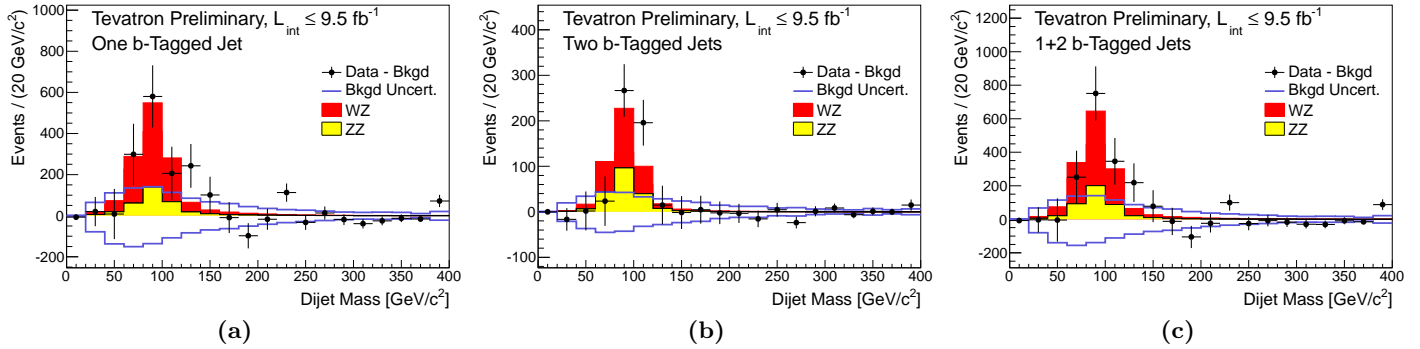 Tevatron Preliminary, L_int ≤ 9.5 fb⁻¹
One b-Tagged Jet
Data - Bkgd
Bkgd Uncert.
WZ
ZZ
Events / (20 GeV/c²)
800
600
400
200
0
-200
0 50 100 150 200 250 300 350 400
Dijet Mass [GeV/c²]
(a)
Tevatron Preliminary, L_int ≤ 9.5 fb⁻¹
Two b-Tagged Jets
Data - Bkgd
Bkgd Uncert.
WZ
ZZ
Events / (20 GeV/c²)
400
300
200
100
0
-100
0 50 100 150 200 250 300 350 400
Dijet Mass [GeV/c²]
(b)
Tevatron Preliminary, L_int ≤ 9.5 fb⁻¹
1+2 b-Tagged Jets
Data - Bkgd
Bkgd Uncert.
WZ
ZZ
Events / (20 GeV/c²)
1200
1000
800
600
400
200
0
-200
0 50 100 150 200 250 300 350 400
Dijet Mass [GeV/c²]
(c)